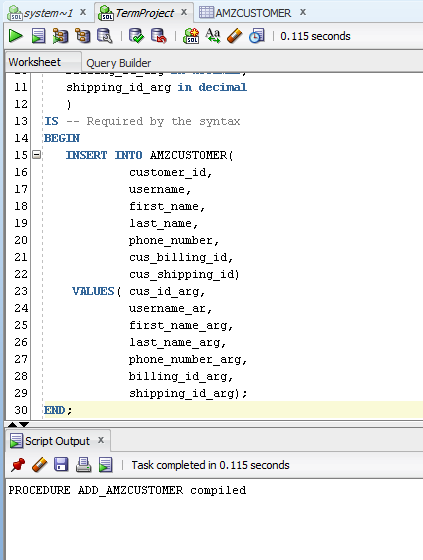 system~1 x TermProject x AMZCUSTOMER x
0.115 seconds
Worksheet Query Builder
11 shipping_id_arg in decimal
12 )
13 IS -- Required by the syntax
14 BEGIN
15 INSERT INTO AMZCUSTOMER(
16 customer_id,
17 username,
18 first_name,
19 last_name,
20 phone_number,
21 cus_billing_id,
22 cus_shipping_id)
23 VALUES( cus_id_arg,
24 username_ar,
25 first_name_arg,
26 last_name_arg,
27 phone_number_arg,
28 billing_id_arg,
29 shipping_id_arg);
30 END;
Script Output x
Task completed in 0.115 seconds
PROCEDURE ADD_AMZCUSTOMER compiled